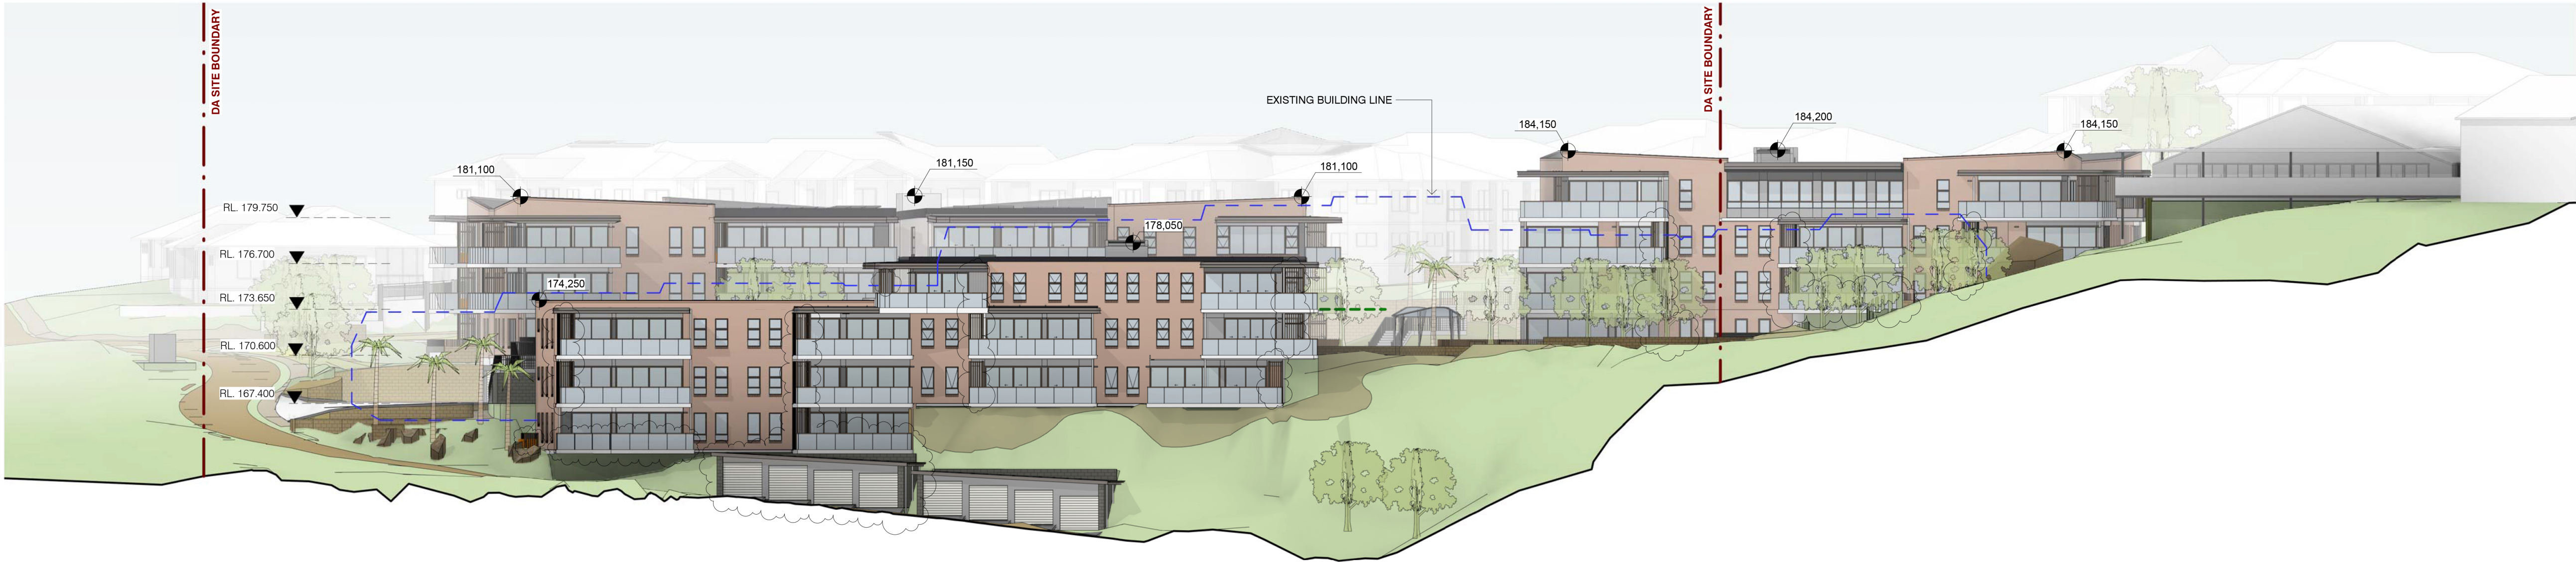 DA SITE BOUNDARY
DA SITE BOUNDARY
EXISTING BUILDING LINE
184,150
184,200
184,150
181,100
181,150
181,100
178,050
174,250
RL. 179.750
RL. 176.700
RL. 173.650
RL. 170.600
RL. 167.400